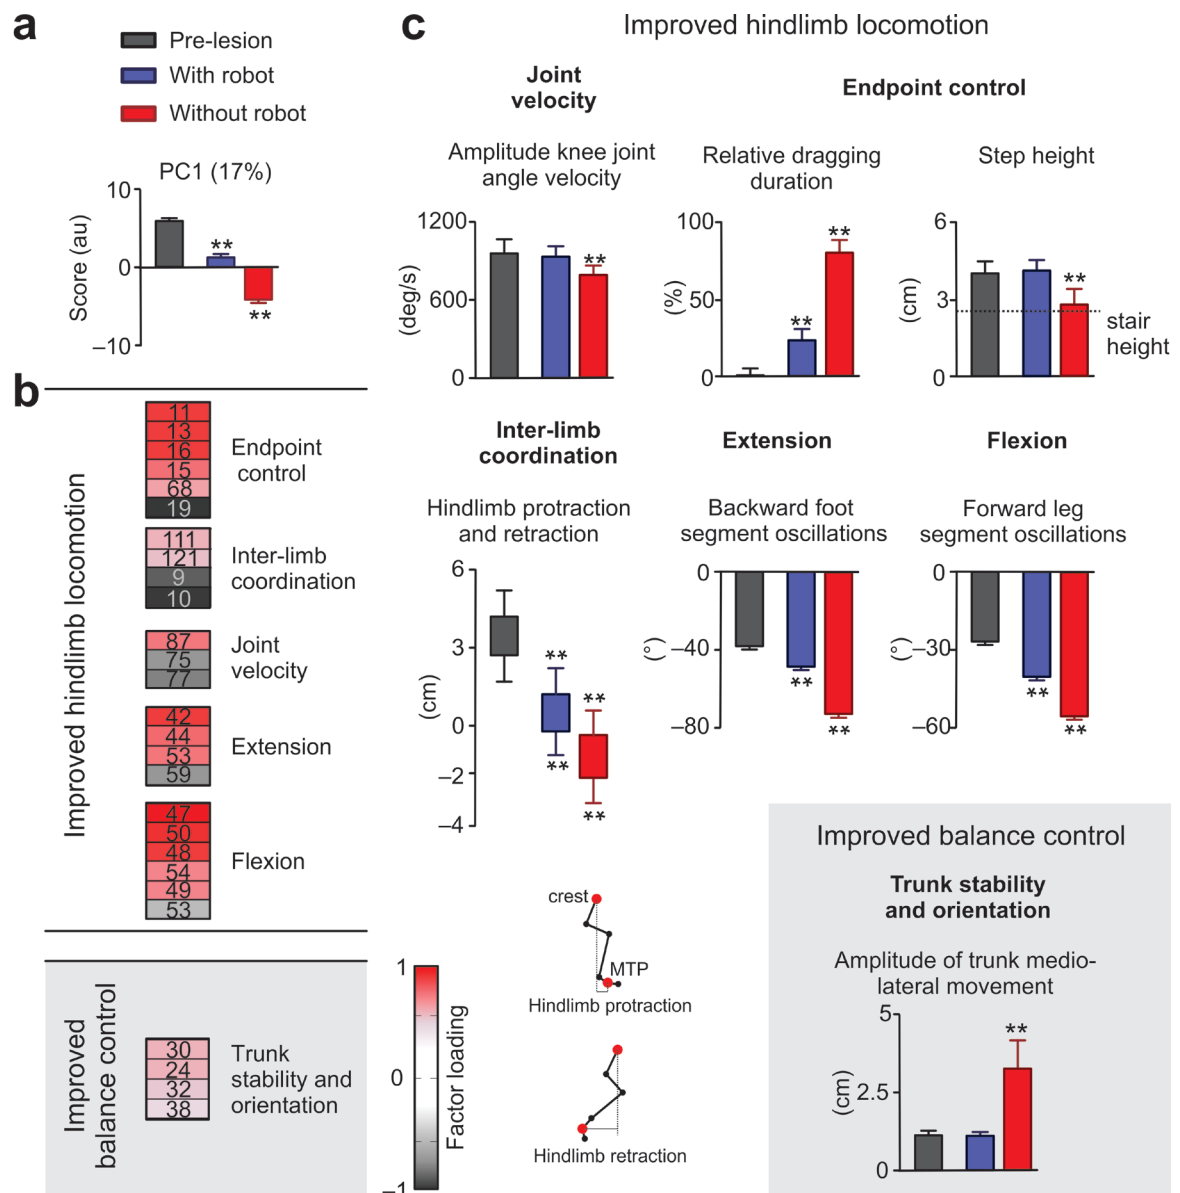 a
Pre-lesion
With robot
Without robot
PC1 (17%)
10
0
–10
Score (au)
**
**
b
Improved hindlimb locomotion
11
13
16
15
68
19
Endpoint
control
111
121
9
10
Inter-limb
coordination
87
75
77
Joint
velocity
42
44
53
59
Extension
47
50
48
54
49
53
Flexion
Improved
balance control
30
24
32
38
Trunk
stability and
orientation
1
0
–1
Factor loading
c
Improved hindlimb locomotion
Joint
velocity
Endpoint control
Amplitude knee joint
angle velocity
1200
600
0
(deg/s)
**
Relative dragging
duration
100
50
0
(%)
**
**
Step height
6
3
0
(cm)
**
stair
height
Inter-limb
coordination
Hindlimb protraction
and retraction
6
3
0
–2
–4
(cm)
**
**
**
**
Extension
Backward foot
segment oscillations
0
–40
–80
(°)
**
**
Flexion
Forward leg
segment oscillations
0
–30
–60
(°)
**
**
crest
MTP
Hindlimb protraction
Hindlimb retraction
Improved balance control
Trunk stability
and orientation
Amplitude of trunk medio-
lateral movement
5
2.5
0
(cm)
**